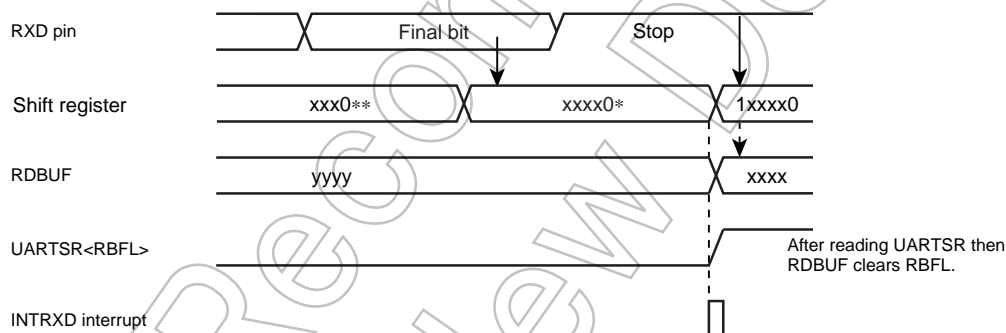 RXD pin
Final bit
Stop
Shift register
xxx0**
xxxx0*
1xxxx0
RDBUF
yyyy
xxxx
UARTSR<RBFL>
After reading UARTSR then
RDBUF clears RBFL.
INTRXD interrupt